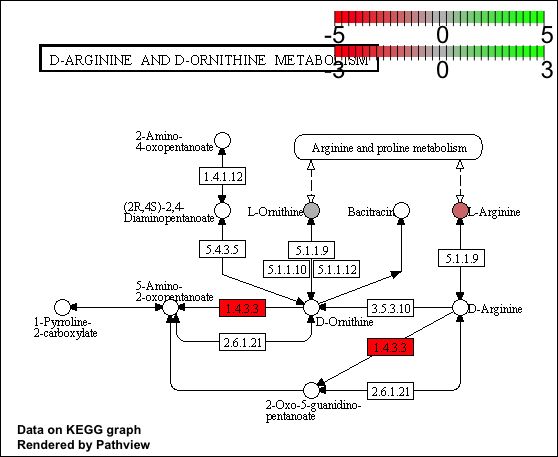 -5 0 5
D-ARGININE AND D-ORNITHINE METABOLISM
-3 0 3
2-Amino-
4-oxopentanoate
Arginine and proline metabolism
1.4.1.12
(2R,4S)-2,4-
Diaminopentanoate
L-Ornithine
Bacitracin
L-Arginine
5.4.3.5
5.1.1.9
5.1.1.10
5.1.1.12
5.1.1.9
5-Amino-
2-oxopentanoate
1.4.3.3
D-Ornithine
3.5.3.10
D-Arginine
1-Pyrroline-
2-carboxylate
2.6.1.21
1.4.3.3
2.6.1.21
2-Oxo-5-guanidino-
pentanoate
Data on KEGG graph
Rendered by Pathview